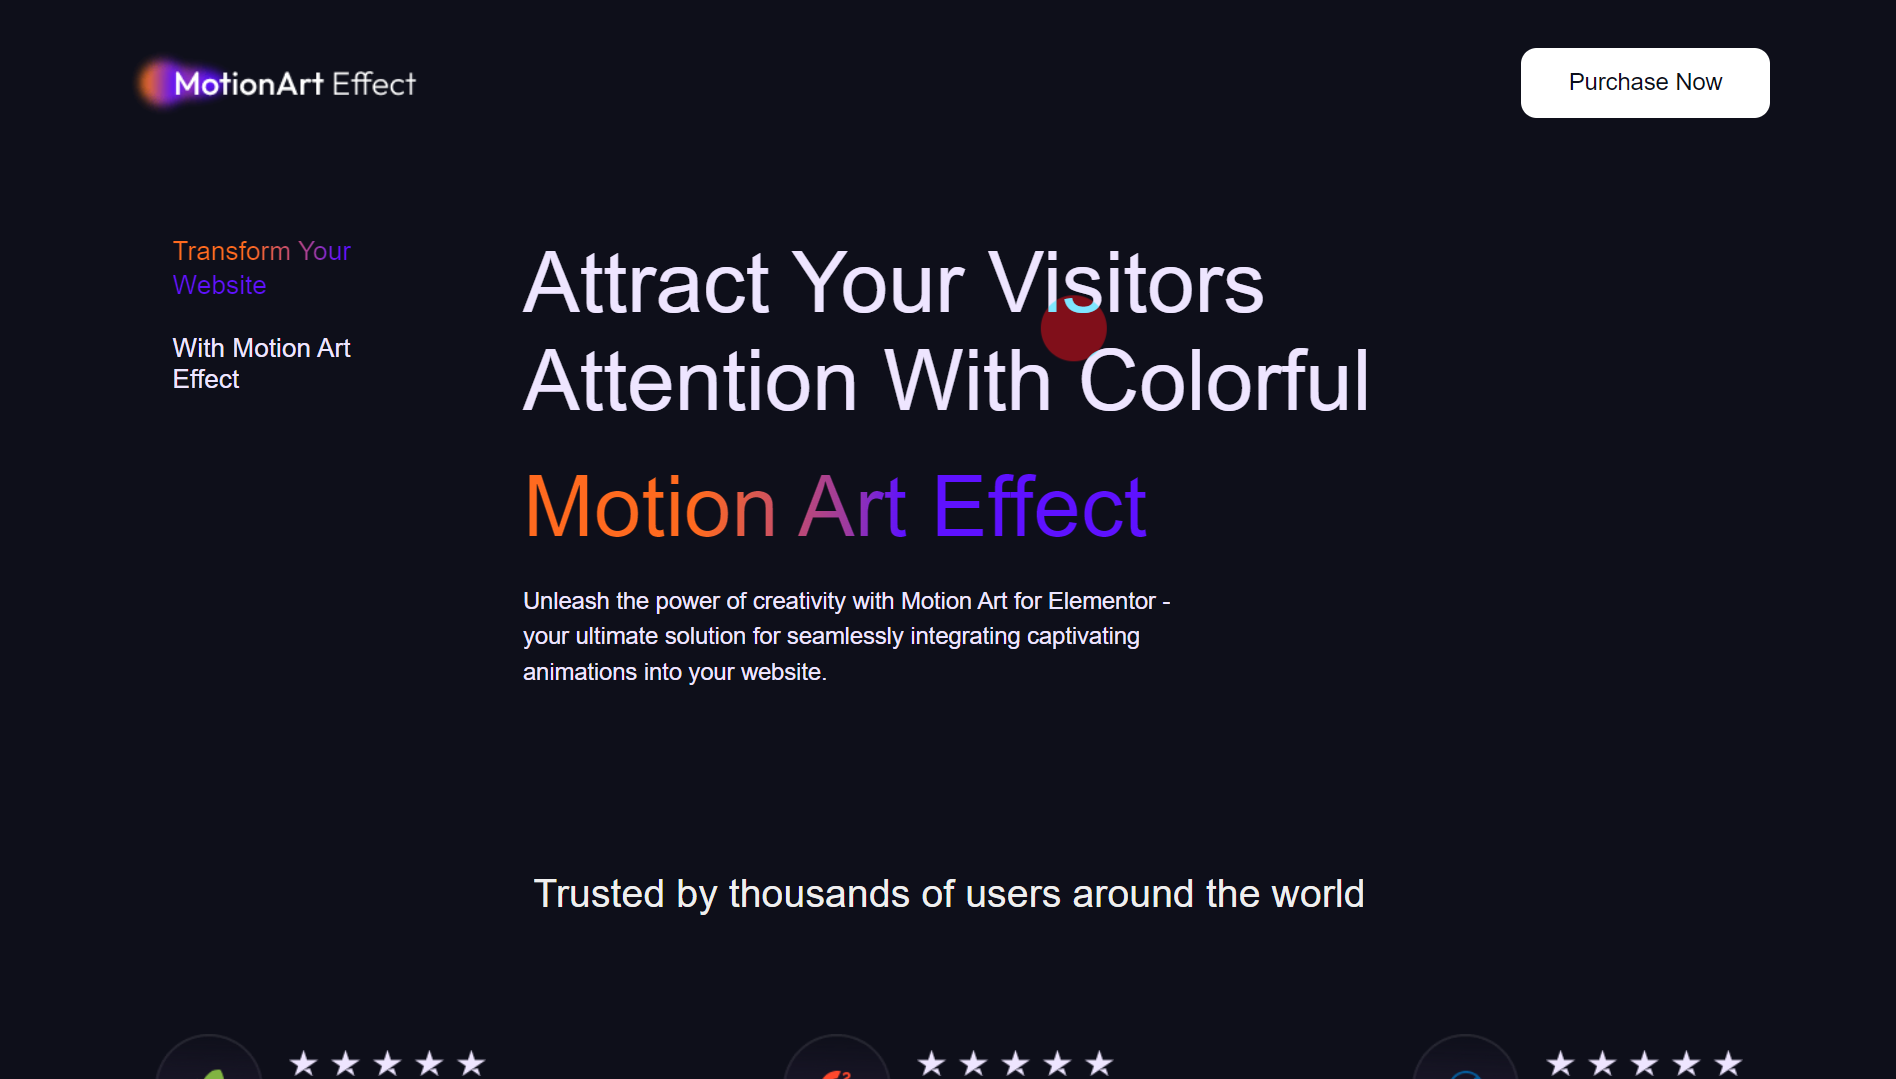 MotionArt Effect
Purchase Now
Transform Your
Website
With Motion Art
Effect
Attract Your Visitors
Attention With Colorful
Motion Art Effect
Unleash the power of creativity with Motion Art for Elementor -
your ultimate solution for seamlessly integrating captivating
animations into your website.
Trusted by thousands of users around the world